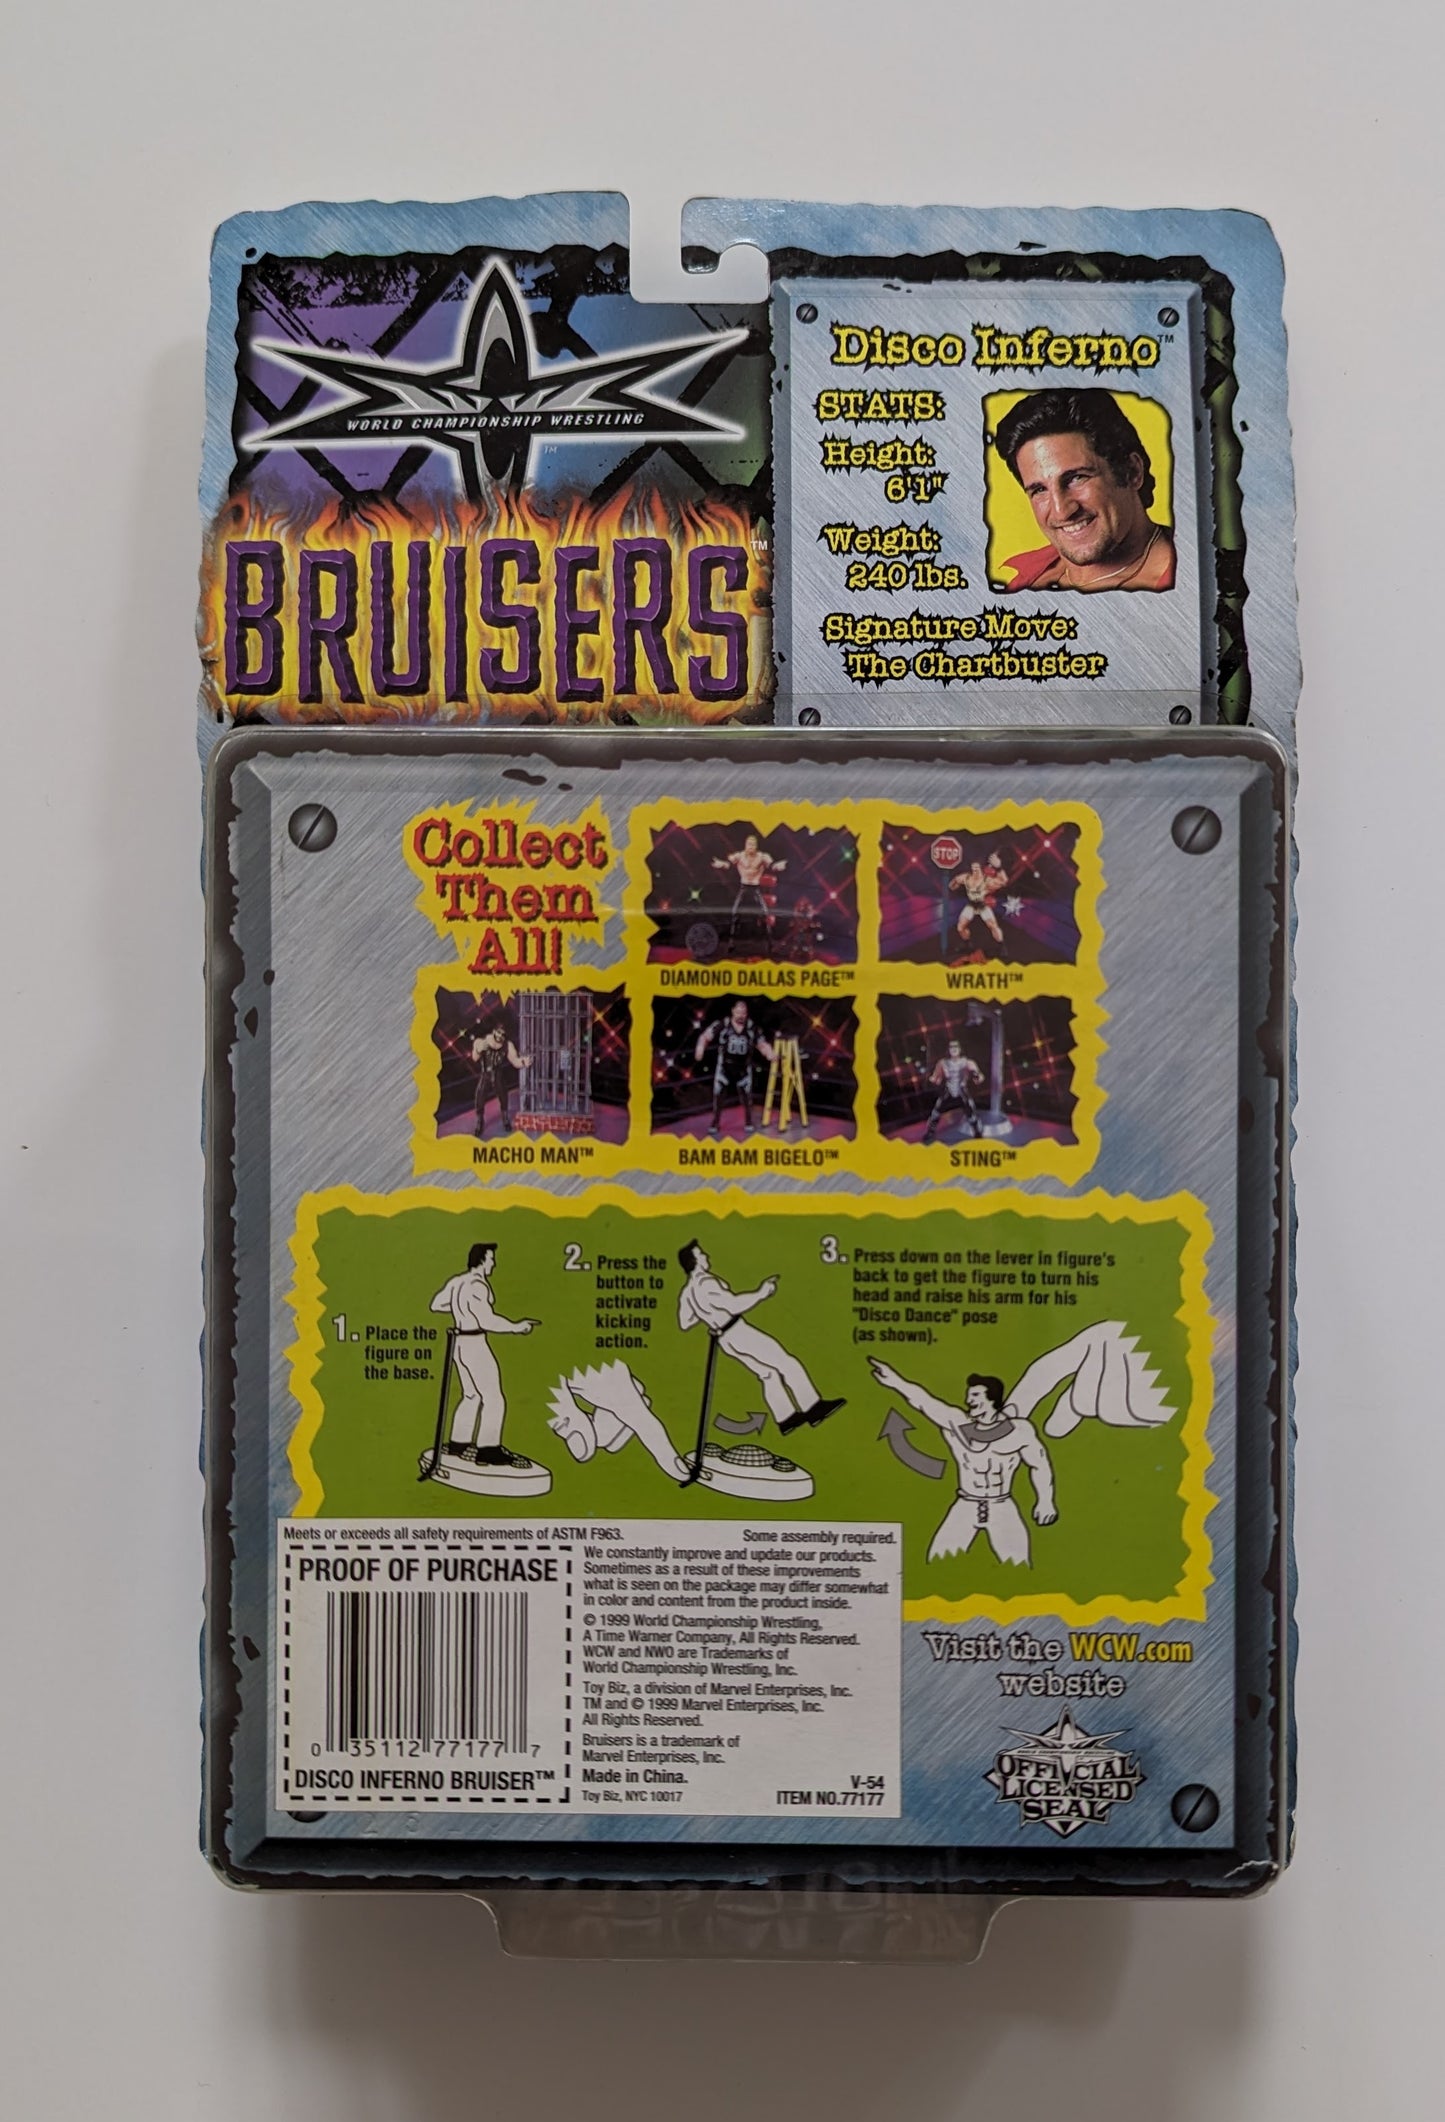 WORLD CHAMPIONSHIP WRESTLING
TM
BRUISERS™
Disco Inferno™
STATS:
Height:
6'1"
Weight:
240 lbs.
Signature Move:
The Chartbuster
Collect
Them
All!
STOP
DIAMOND DALLAS PAGE™
WRATH™
MACHO MAN™
BAM BAM BIGELO™
STING™
1. Place the
figure on
the base.
2. Press the
button to
activate
kicking
action.
3. Press down on the lever in figure's
back to get the figure to turn his
head and raise his arm for his
"Disco Dance" pose
(as shown).
Meets or exceeds all safety requirements of ASTM F963.
Some assembly required.
PROOF OF PURCHASE
0 35112 77177 7
DISCO INFERNO BRUISER™
We constantly improve and update our products.
Sometimes as a result of these improvements
what is seen on the package may differ somewhat
in color and content from the product inside.
© 1999 World Championship Wrestling,
A Time Warner Company, All Rights Reserved.
WCW and NWO are Trademarks of
World Championship Wrestling, Inc.
Toy Biz, a division of Marvel Enterprises, Inc.
TM and © 1999 Marvel Enterprises, Inc.
All Rights Reserved.
Bruisers is a trademark of
Marvel Enterprises, Inc.
Made in China.
Toy Biz, NYC 10017
V-54
ITEM NO.77177
Visit the WCW.com
website
WORLD CHAMPIONSHIP WRESTLING
OFFICIAL
LICENSED
SEAL